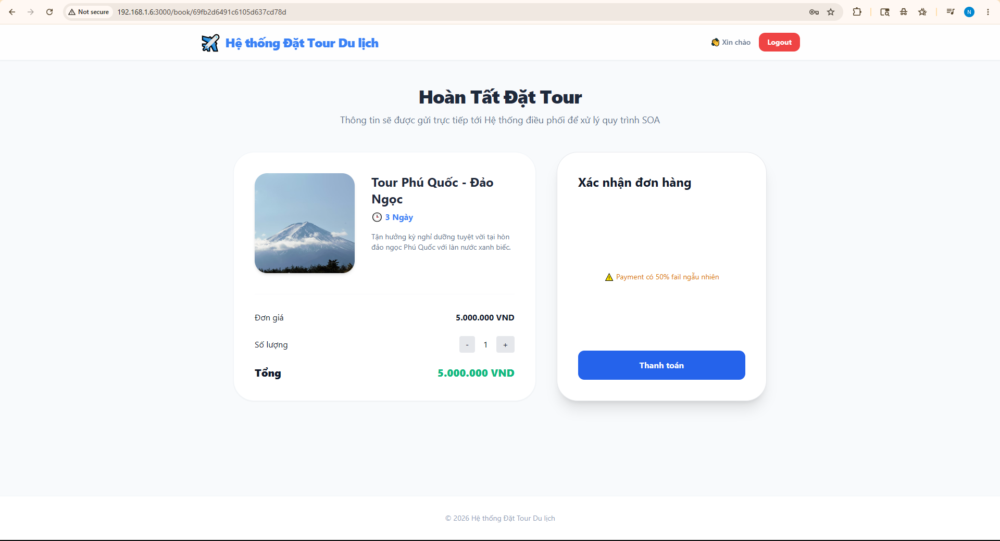 Not secure
192.168.1.6:3000/book/69fb2d6491c6105d637cd78d
N
Hệ thống Đặt Tour Du lịch
Xin chào
Logout
Hoàn Tất Đặt Tour
Thông tin sẽ được gửi trực tiếp tới Hệ thống điều phối để xử lý quy trình SOA
Tour Phú Quốc - Đảo
Ngọc
3 Ngày
Tận hưởng kỳ nghỉ dưỡng tuyệt vời tại hòn
đảo ngọc Phú Quốc với làn nước xanh biếc.
Đơn giá 5.000.000 VND
Số lượng - 1 +
Tổng 5.000.000 VND
Xác nhận đơn hàng
⚠ Payment có 50% fail ngẫu nhiên
Thanh toán
© 2026 Hệ thống Đặt Tour Du lịch